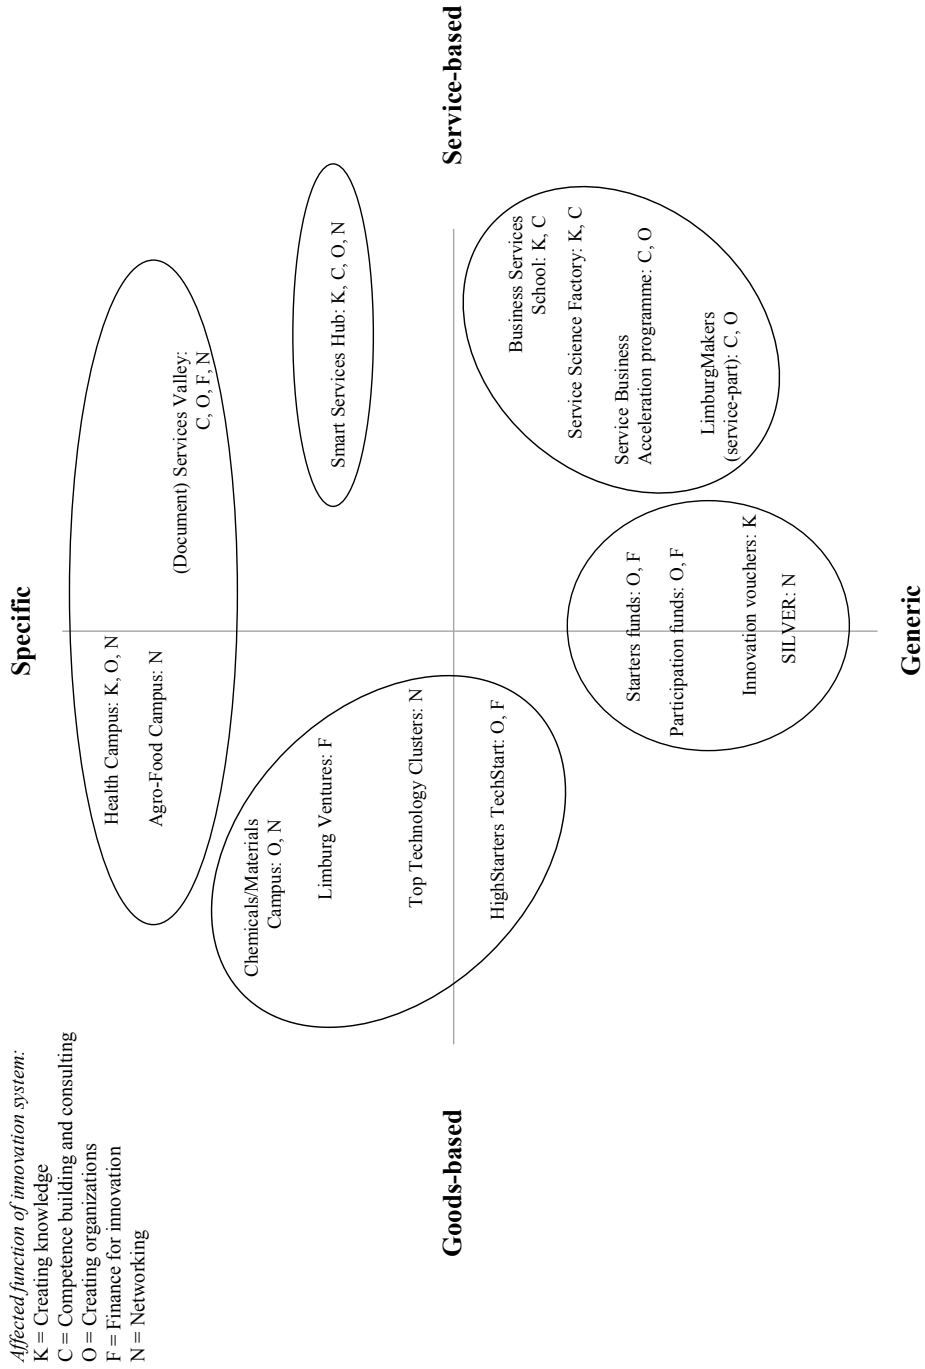 Affected function of innovation system:
K = Creating knowledge
C = Competence building and consulting
O = Creating organizations
F = Finance for innovation
N = Networking
Specific
Health Campus: K, O, N
Agro-Food Campus: N
(Document) Services Valley:
C, O, F, N
Chemicals/Materials
Campus: O, N
Limburg Ventures: F
Smart Services Hub: K, C, O, N
Top Technology Clusters: N
Goods-based
Service-based
HighStarters TechStart: O, F
Business Services
School: K, C
Service Science Factory: K, C
Service Business
Acceleration programme: C, O
LimburgMakers
(service-part): C, O
Starters funds: O, F
Participation funds: O, F
Innovation vouchers: K
SILVER: N
Generic